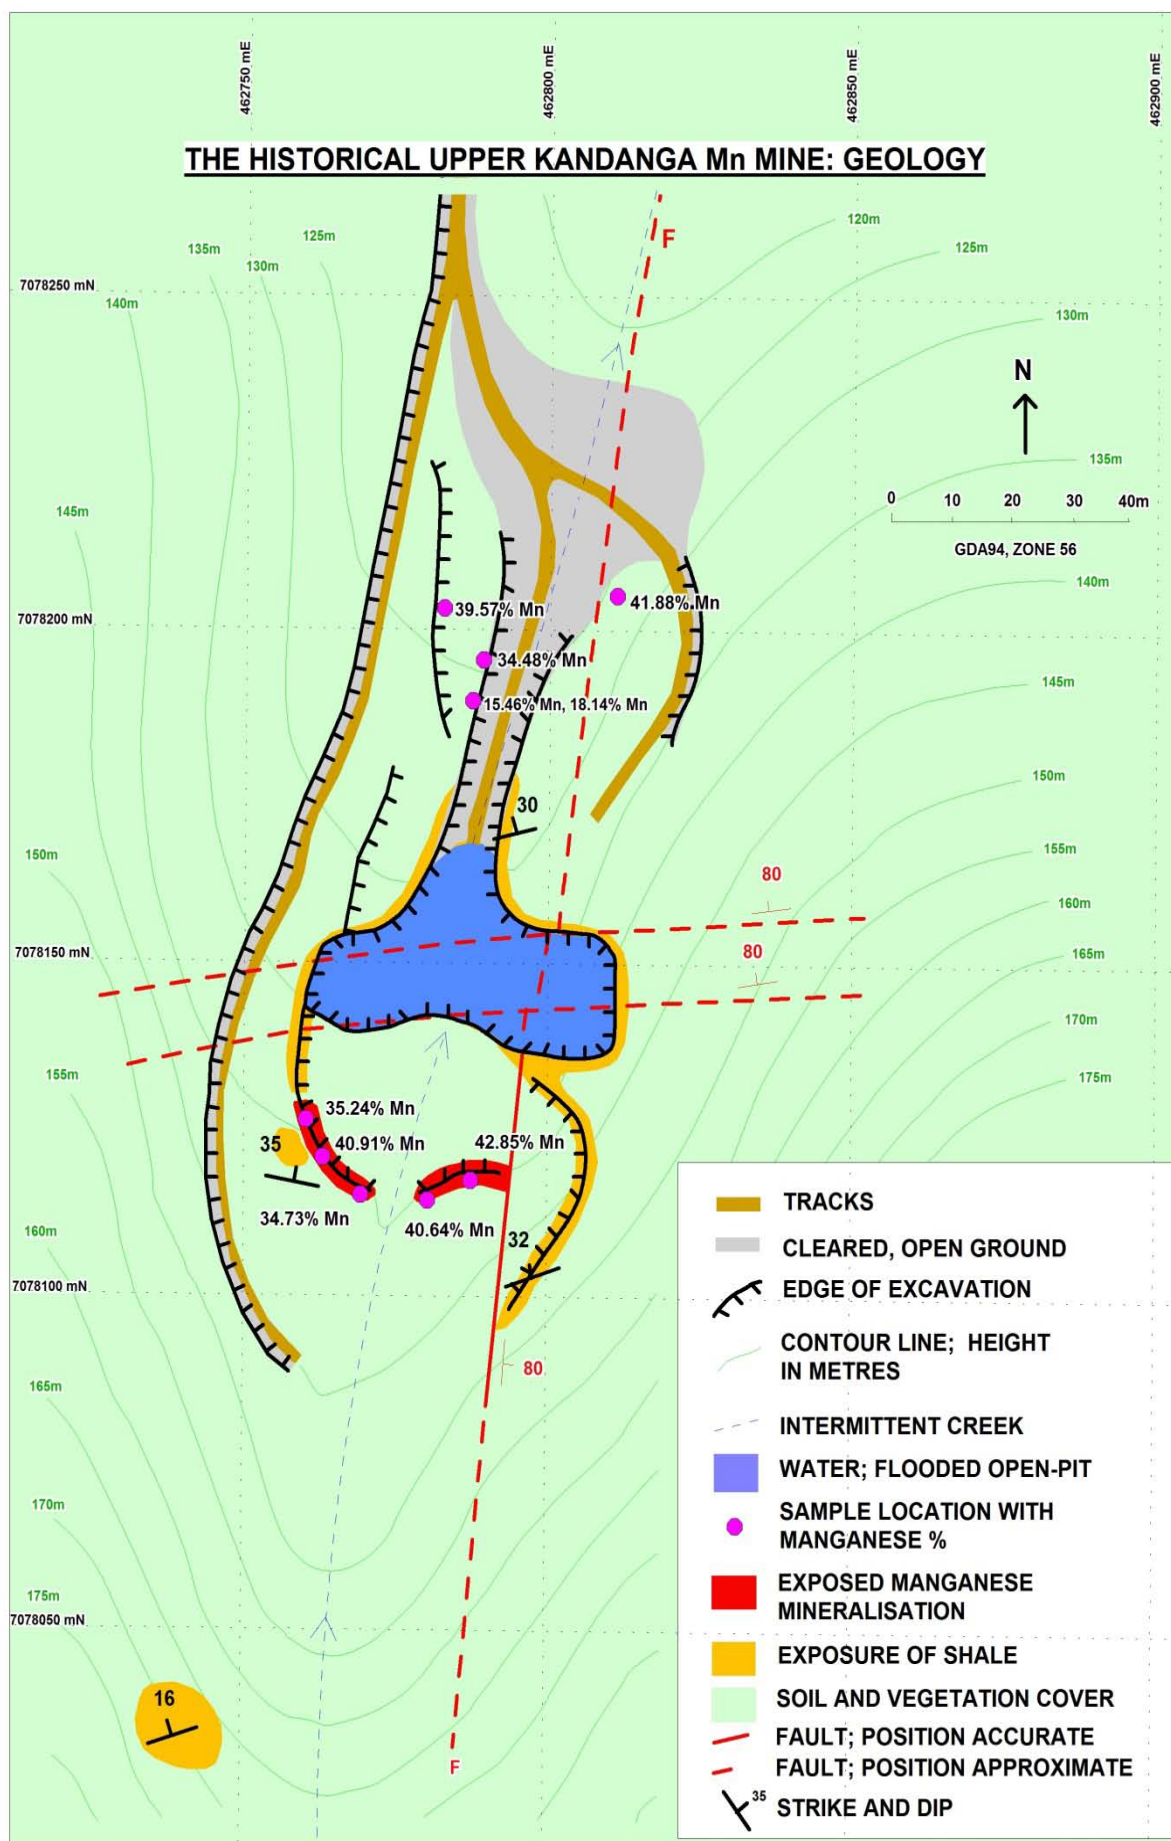 462750 mE
462800 mE
462850 mE
462900 mE
THE HISTORICAL UPPER KANDANGA Mn MINE: GEOLOGY
120m
125m
135m
F
125m
130m
7078250 mN
140m
130m
N
135m
0 10 20 30 40m
145m
GDA94, ZONE 56
140m
39.57% Mn
41.88% Mn
7078200 mN
34.48% Mn
145m
15.46% Mn, 18.14% Mn
150m
30
150m
155m
80
160m
7078150 mN
80
165m
170m
155m
175m
35.24% Mn
35
40.91% Mn
42.85% Mn
34.73% Mn
40.64% Mn
160m
32
7078100 mN
80
165m
170m
175m
7078050 mN
16
F
TRACKS
CLEARED, OPEN GROUND
EDGE OF EXCAVATION
CONTOUR LINE; HEIGHT
IN METRES
INTERMITTENT CREEK
WATER; FLOODED OPEN-PIT
SAMPLE LOCATION WITH
MANGANESE %
EXPOSED MANGANESE
MINERALISATION
EXPOSURE OF SHALE
SOIL AND VEGETATION COVER
FAULT; POSITION ACCURATE
FAULT; POSITION APPROXIMATE
35 STRIKE AND DIP